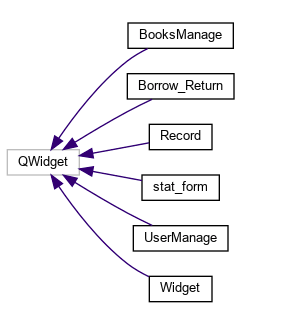 BooksManage
Borrow_Return
Record
QWidget
stat_form
UserManage
Widget